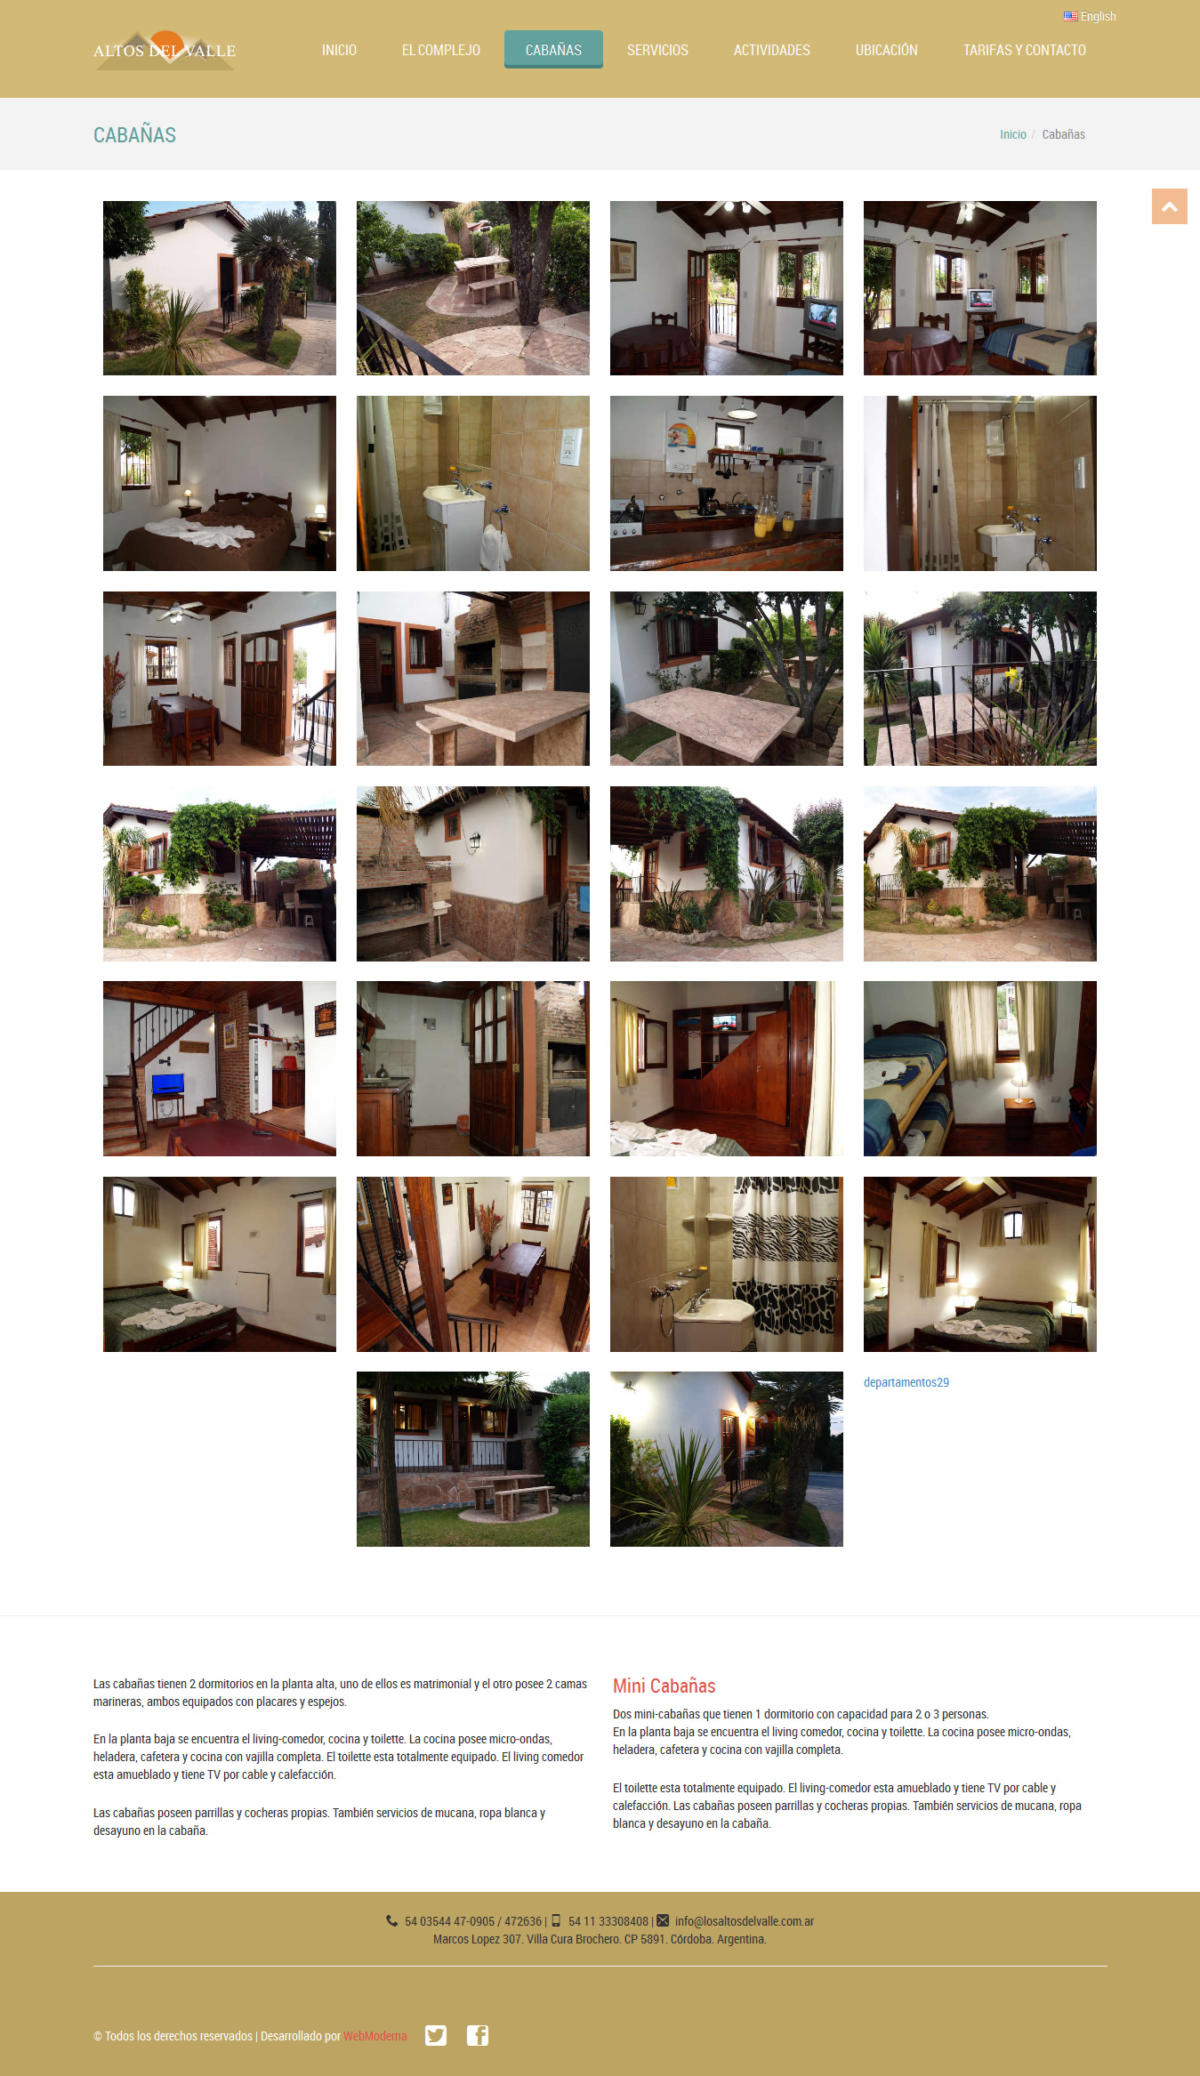 English
ALTOS DEL VALLE
INICIO
EL COMPLEJO
CABAÑAS
SERVICIOS
ACTIVIDADES
UBICACIÓN
TARIFAS Y CONTACTO
CABAÑAS
Inicio / Cabañas
departamentos29
Las cabañas tienen 2 dormitorios en la planta alta, uno de ellos es matrimonial y el otro posee 2 camas
marineras, ambos equipados con placares y espejos.
En la planta baja se encuentra el living-comedor, cocina y toilette. La cocina posee micro-ondas,
heladera, cafetera y cocina con vajilla completa. El toilette esta totalmente equipado. El living comedor
esta amueblado y tiene TV por cable y calefacción.
Las cabañas poseen parrillas y cocheras propias. También servicios de mucana, ropa blanca y
desayuno en la cabaña.
Mini Cabañas
Dos mini-cabañas que tienen 1 dormitorio con capacidad para 2 o 3 personas.
En la planta baja se encuentra el living comedor, cocina y toilette. La cocina posee micro-ondas,
heladera, cafetera y cocina con vajilla completa.
El toilette esta totalmente equipado. El living-comedor esta amueblado y tiene TV por cable y
calefacción. Las cabañas poseen parrillas y cocheras propias. También servicios de mucana, ropa
blanca y desayuno en la cabaña.
54 03544 47-0905 / 472636 | 54 11 33308408 | info@losaltosdelvalle.com.ar
Marcos Lopez 307. Villa Cura Brochero. CP 5891. Córdoba. Argentina.
© Todos los derechos reservados | Desarrollado por WebModerna